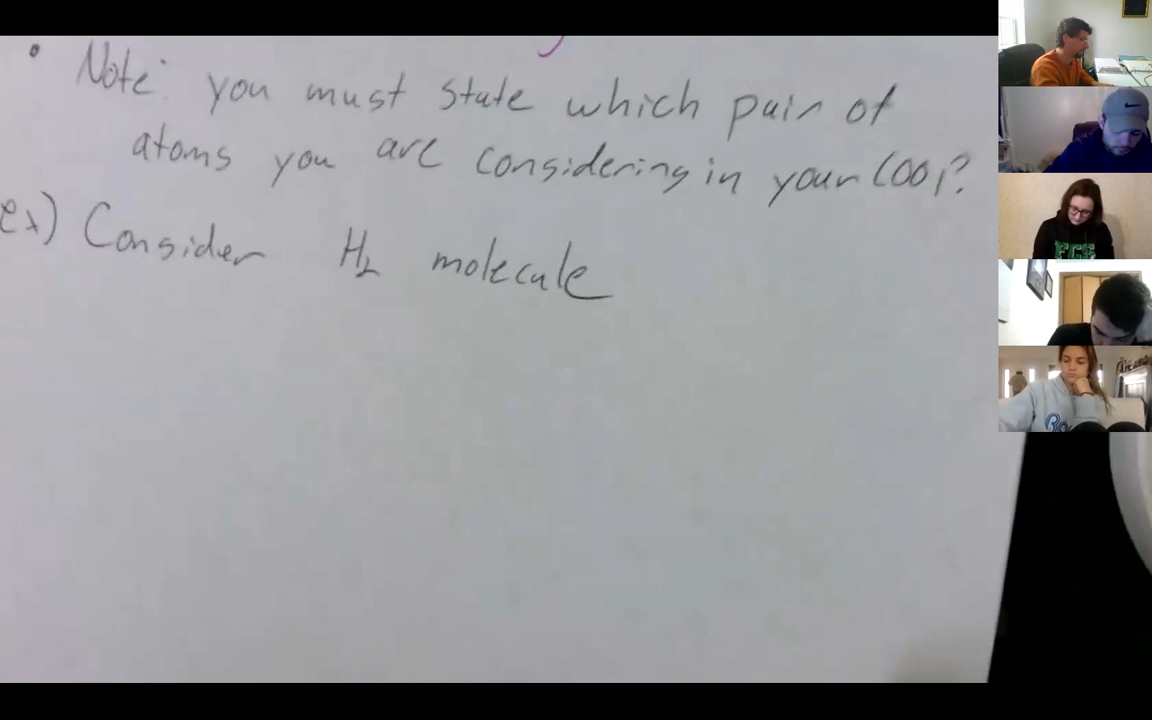 • Note: you must state which pair of
atoms you are considering in your COOP?
ex) Consider H₂ molecule